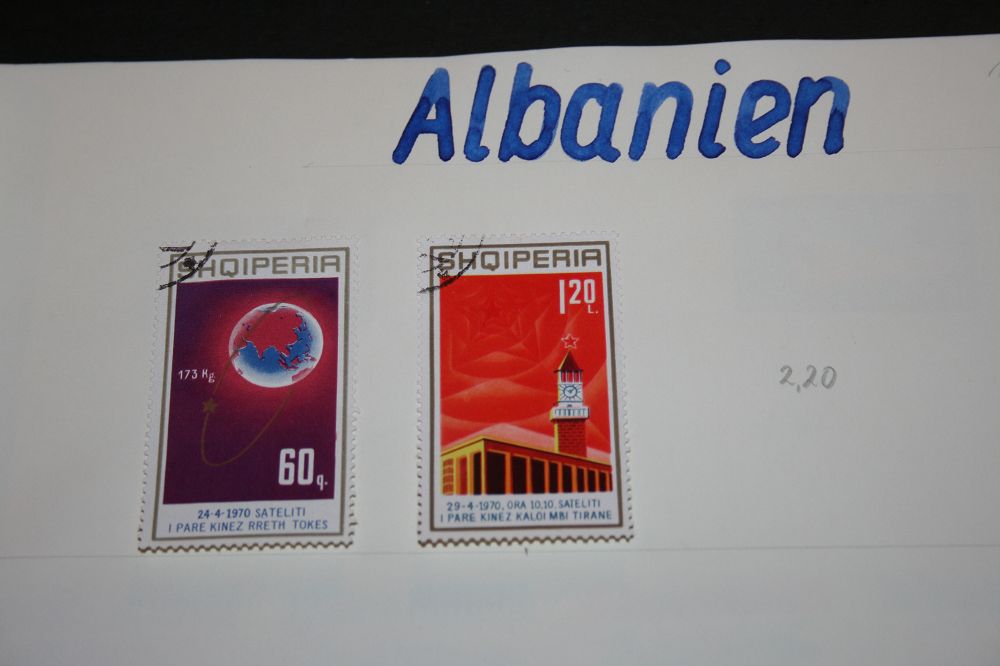 Albanien
SHQIPERIA
173 Kg.
60 q.
24-4-1970 SATELITI
I PARE KINEZ RRETH TOKES
SHQIPERIA
1 20 L.
29-4-1970, ORA 10,10, SATELITI
I PARE KINEZ KALOI MBI TIRANE
2,20